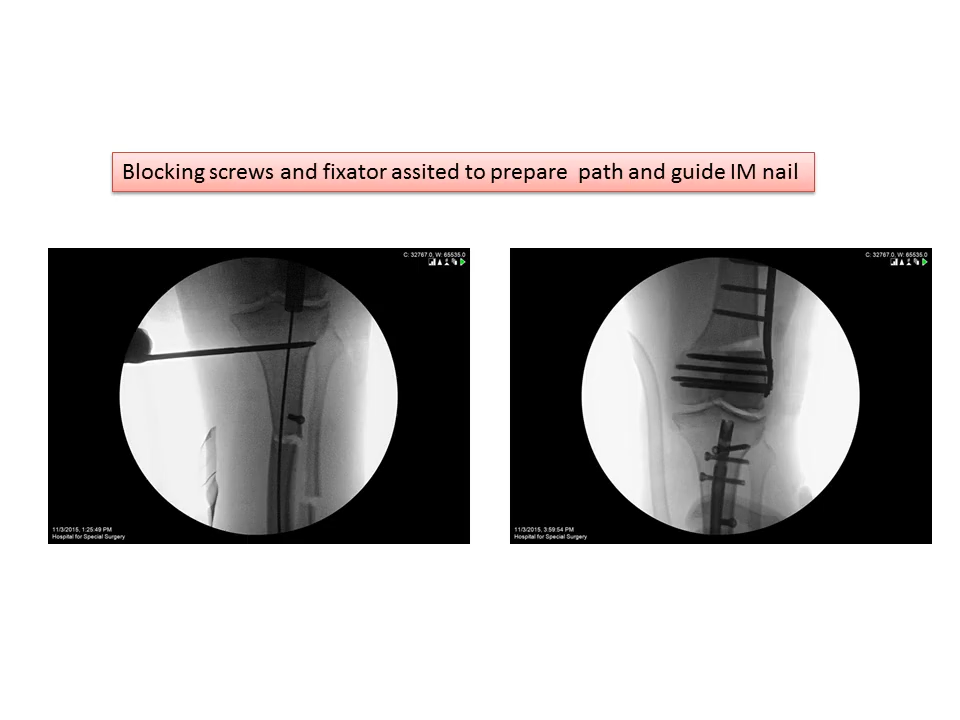 Blocking screws and fixator assited to prepare  path and guide IM nail
C: 32767.0, W: 65535.0
11/3/2015, 1:25:49 PM
Hospital for Special Surgery
C: 32767.0, W: 65535.0
11/3/2015, 3:59:54 PM
Hospital for Special Surgery